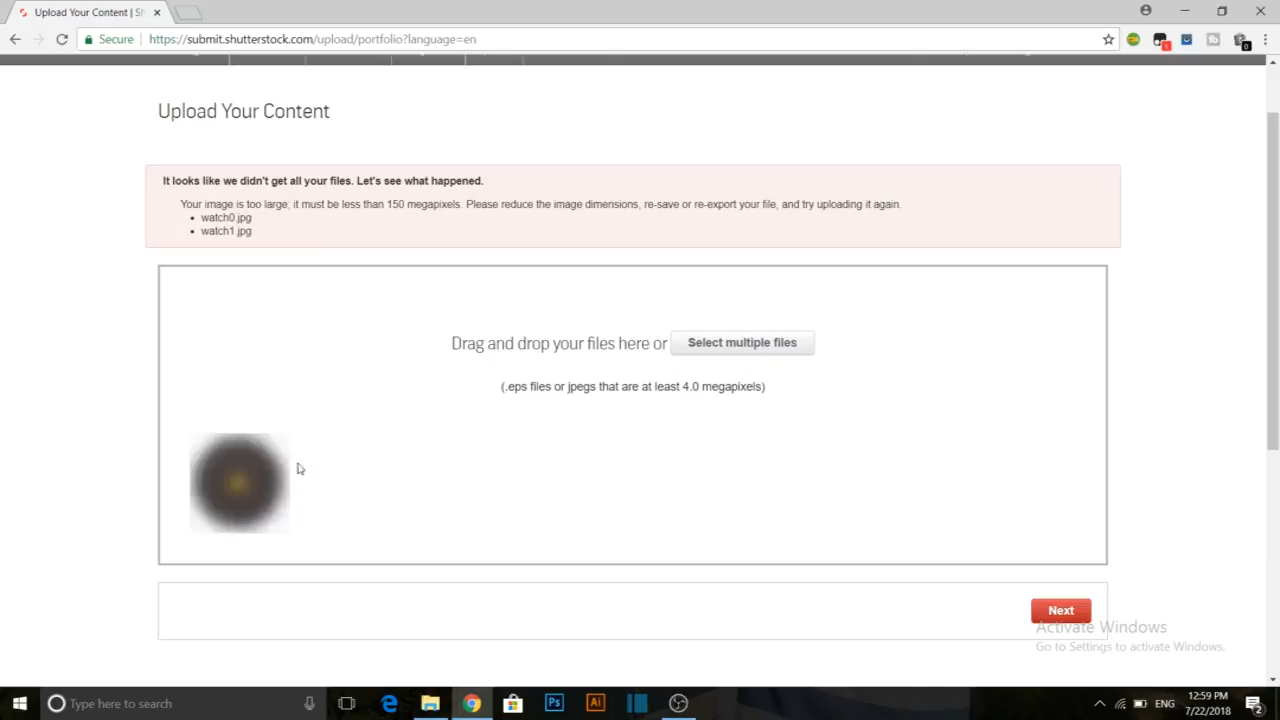 Upload Your Content | Sh
Secure
https://submit.shutterstock.com/upload/portfolio?language=en
Upload Your Content
It looks like we didn't get all your files. Let's see what happened.
Your image is too large; it must be less than 150 megapixels. Please reduce the image dimensions, re-save or re-export your file, and try uploading it again.
• watch0.jpg
• watch1.jpg
Drag and drop your files here or Select multiple files
(.eps files or jpegs that are at least 4.0 megapixels)
Next
Activate Windows
Go to Settings to activate Windows.
Type here to search
Ps
Ai
ENG
12:59 PM
7/22/2018
2